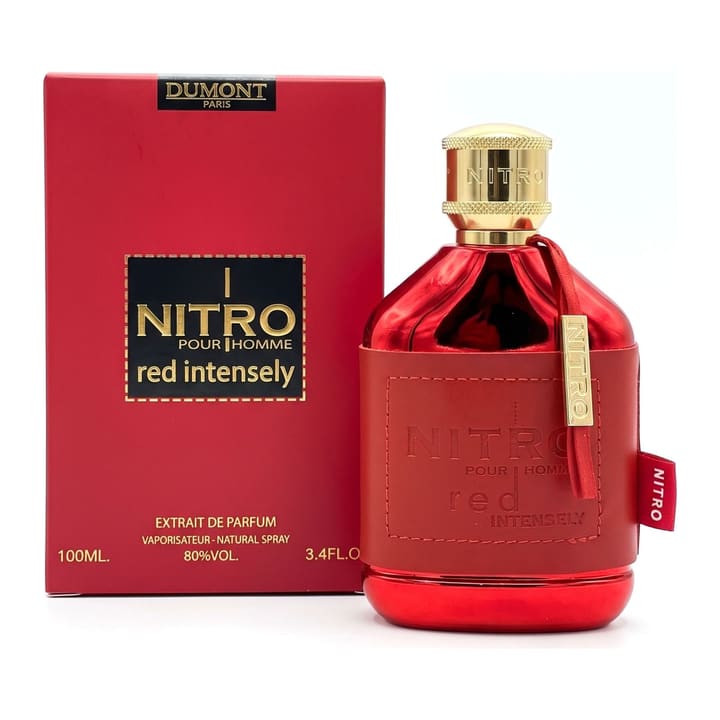 DUMONT
PARIS
NITRO
POUR HOMME
red intensely
EXTRAIT DE PARFUM
VAPORISATEUR - NATURAL SPRAY
100ML.
80%VOL.
3.4FL.O
NITRO
NITRO
NITRO
POUR HOMME
red
INTENSELY
NITRO